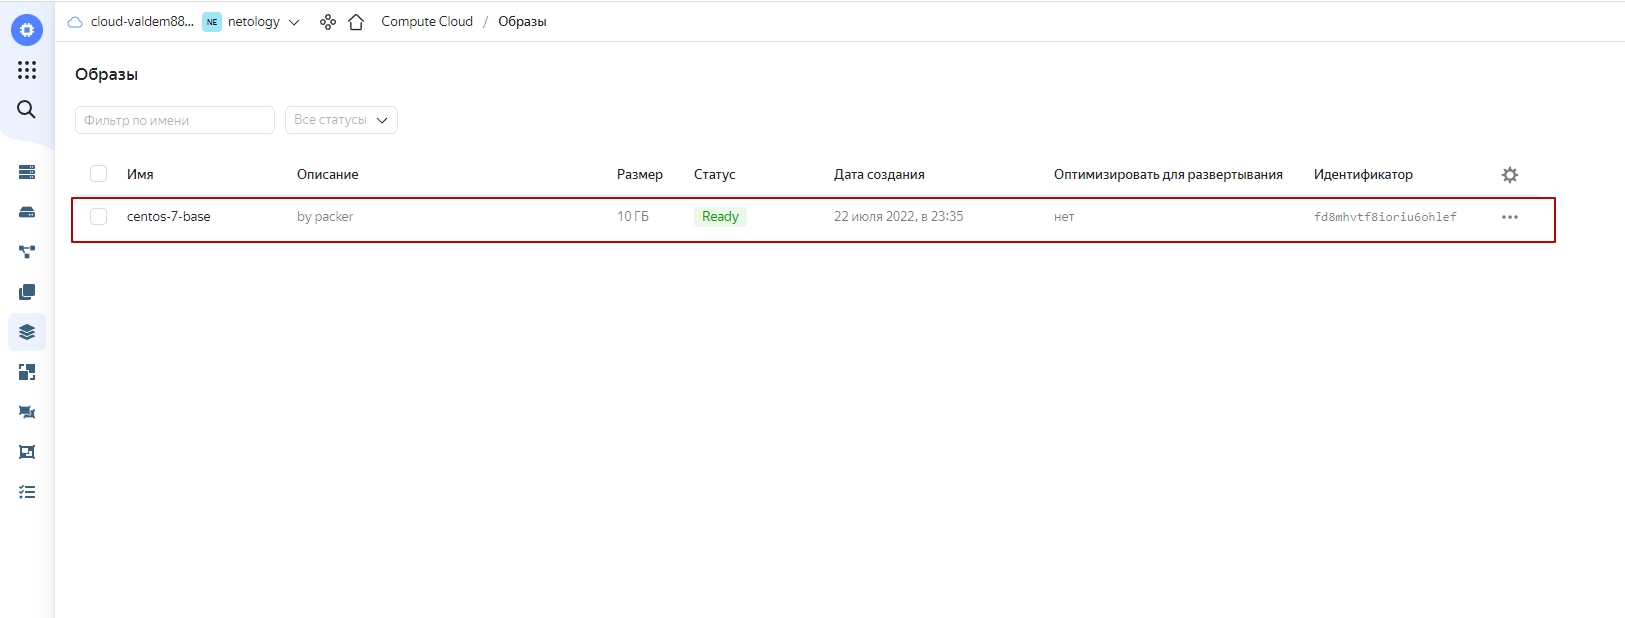 cloud-valdem88... NE netology Compute Cloud / Образы
Образы
Фильтр по имени Все статусы
Имя Описание Размер Статус Дата создания Оптимизировать для развертывания Идентификатор
centos-7-base by packer 10 ГБ Ready 22 июля 2022, в 23:35 нет fd8mhvtf8ioriu6ohlef